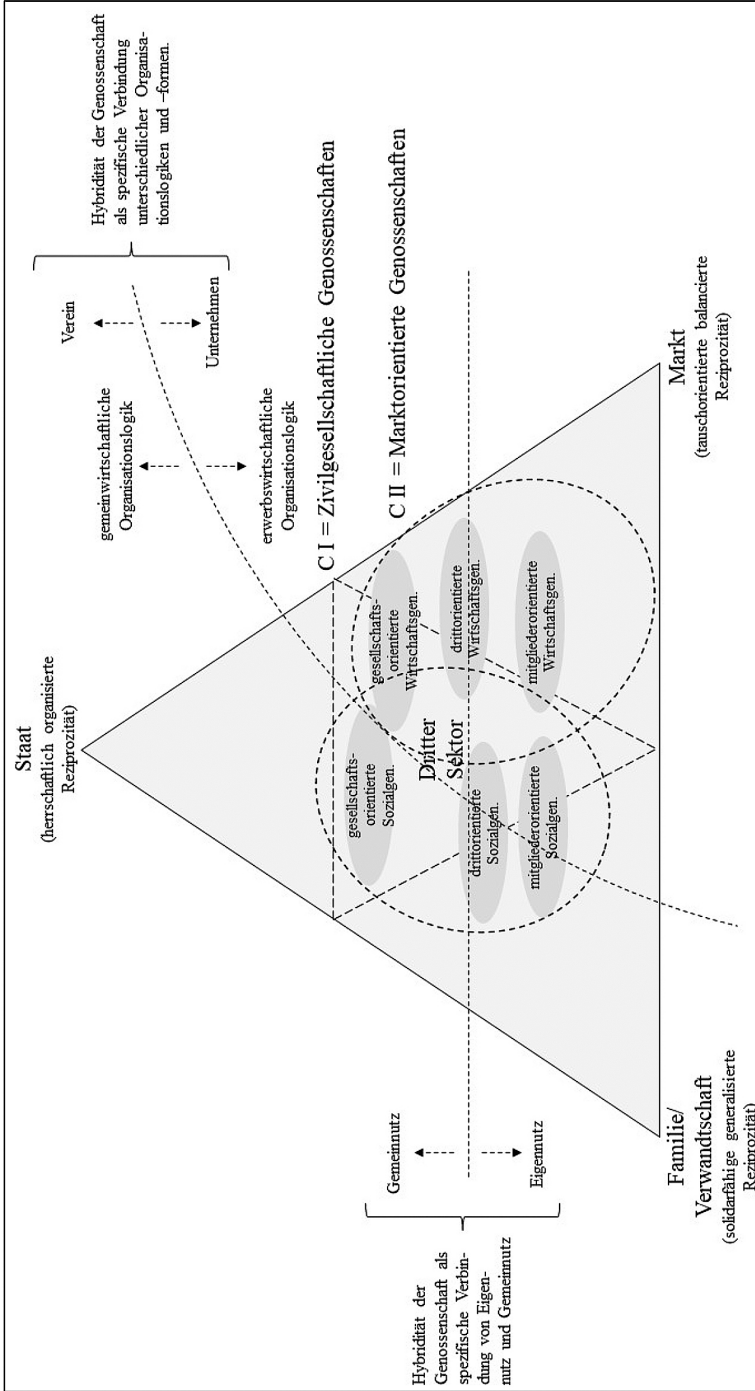 Staat
(herrschaftlich organisierte
Reziprozität)
Hybridität der Genossenschaft
als spezifische Verbindung
unterschiedlicher Organisa-
tionslogiken und –formen.
Verein
Unternehmen
gemeinwirtschaftliche
Organisationslogik
erwerbswirtschaftliche
Organisationslogik
C I = Zivilgesellschaftliche Genossenschaften
C II = Marktorientierte Genossenschaften
gesellschafts-
orientierte
Sozialgen.
gesellschafts-
orientierte
Wirtschaftsgen.
Dritter
Sektor
drittorientierte
Wirtschaftsgen.
drittorientierte
Sozialgen.
mitgliederorientierte
Wirtschaftsgen.
mitgliederorientierte
Sozialgen.
Gemeinnutz
Eigennutz
Hybridität der
Genossenschaft als
spezifische Verbin-
dung von Eigen-
nutz und Gemeinnutz
Familie/
Verwandtschaft
(solidarfähige generalisierte
Reziprozität)
Markt
(tauschorientierte balancierte
Reziprozität)